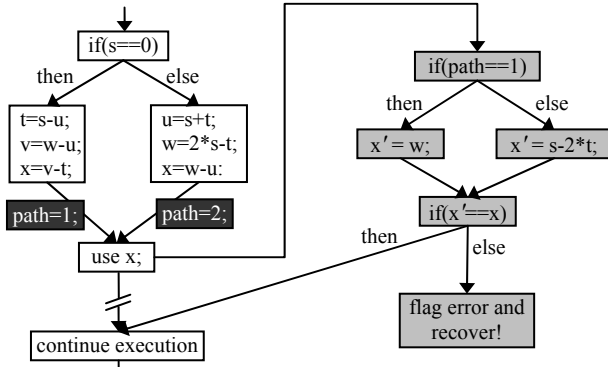 if(s==0)
then
else
t=s-u;
v=w-u;
x=v-t;
u=s+t;
w=2*s-t;
x=w-u:
path=1;
path=2;
use x;
continue execution
if(path==1)
then
else
x′= w;
x′ = s-2*t;
if(x′==x)
then
else
flag error and
recover!